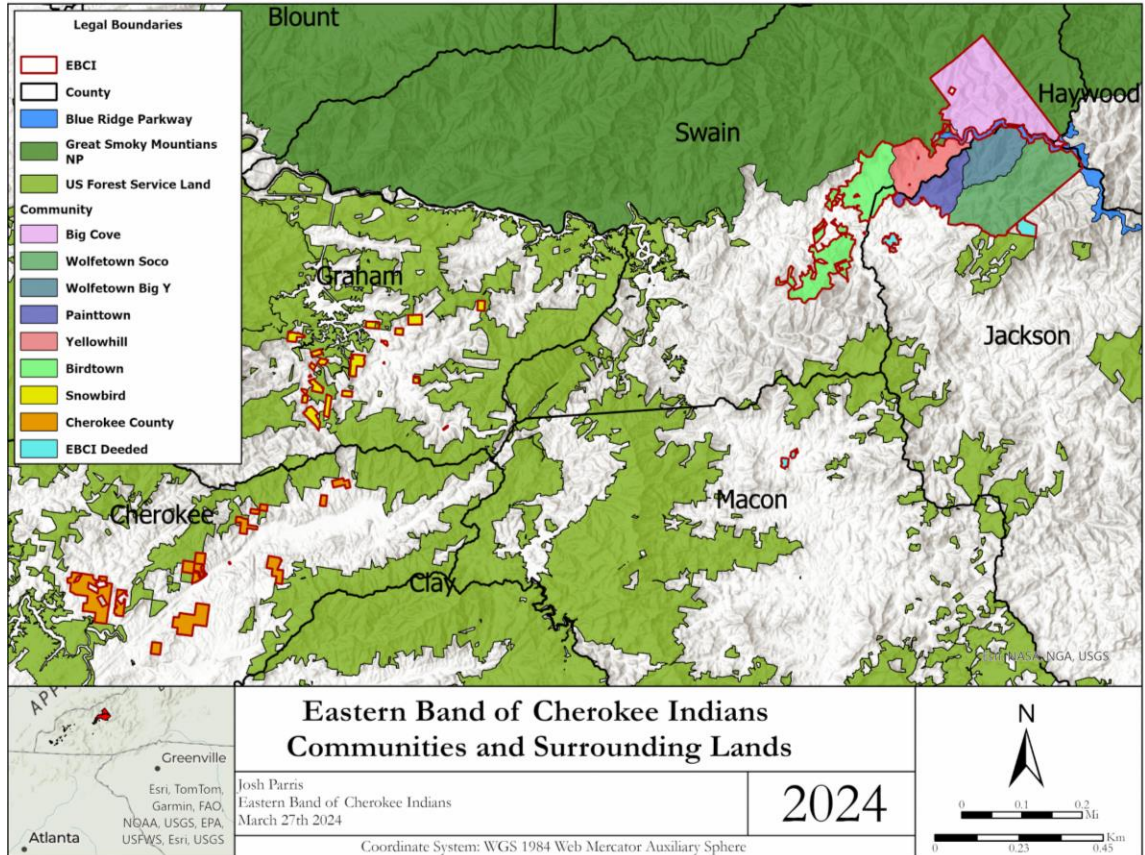 Legal Boundaries
EBCI
County
Blue Ridge Parkway
Great Smoky Mountians
NP
US Forest Service Land
Community
Big Cove
Wolfetown Soco
Wolfetown Big Y
Painttown
Yellowhill
Birdtown
Snowbird
Cherokee County
EBCI Deeded
Blount
Haywood
Swain
Graham
Jackson
Macon
Cherokee
Clay
NASA, NGA, USGS
APP
Greenville
Esri, TomTom,
Garmin, FAO,
NOAA, USGS, EPA,
USFWS, Esri, USGS
Atlanta
Eastern Band of Cherokee Indians
Communities and Surrounding Lands
Josh Parris
Eastern Band of Cherokee Indians
March 27th 2024
2024
Coordinate System: WGS 1984 Web Mercator Auxiliary Sphere
N
0 0.1 0.2
Mi
Km
0 0.23 0.45